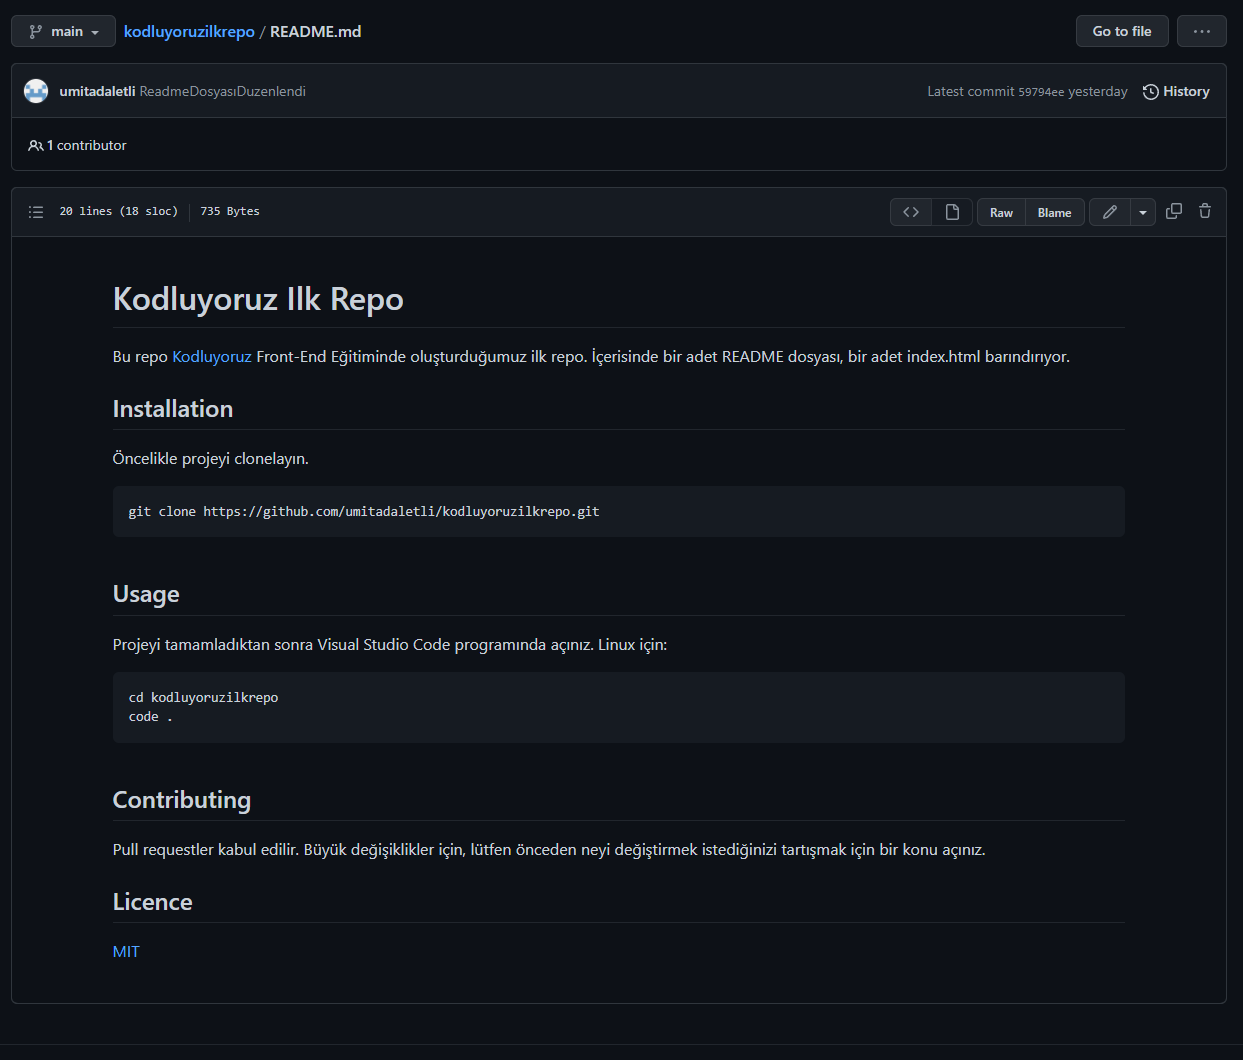 main
kodluyoruzilkrepo / README.md
Go to file
...
umitadaletli ReadmeDosyasıDuzenlendi
Latest commit 59794ee yesterday
History
1 contributor
20 lines (18 sloc)
735 Bytes
<>
Raw
Blame
Kodluyoruz Ilk Repo
Bu repo Kodluyoruz Front-End Eğitiminde oluşturduğumuz ilk repo. İçerisinde bir adet README dosyası, bir adet index.html barındırıyor.
Installation
Öncelikle projeyi clonelayın.
git clone https://github.com/umitadaletli/kodluyoruzilkrepo.git
Usage
Projeyi tamamladıktan sonra Visual Studio Code programında açınız. Linux için:
cd kodluyoruzilkrepo
code .
Contributing
Pull requestler kabul edilir. Büyük değişiklikler için, lütfen önceden neyi değiştirmek istediğinizi tartışmak için bir konu açınız.
Licence
MIT